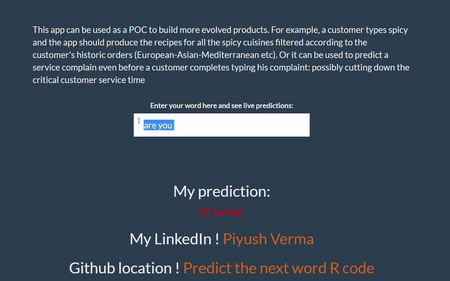 This app can be used as a POC to build more evolved products. For example, a customer types spicy
and the app should produce the recipes for all the spicy cuisines filtered according to the
customer's historic orders (European-Asian-Mediterranean etc). Or it can be used to predict a
service complain even before a customer completes typing his complaint: possibly cutting down the
critical customer service time
Enter your word here and see live predictions:
are you
My prediction:
My LinkedIn ! Piyush Verma
Github location ! Predict the next word R code